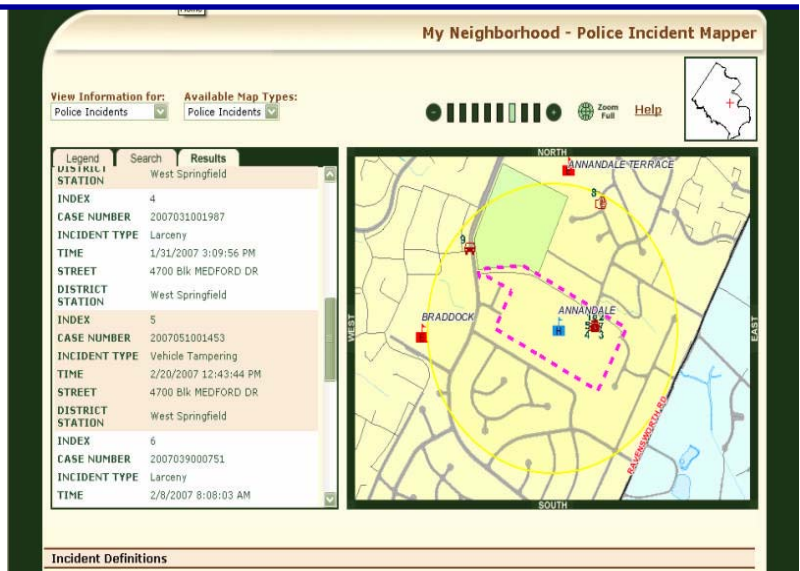 Home
My Neighborhood - Police Incident Mapper
View Information for: Available Map Types:
Police Incidents Police Incidents
Zoom Full Help
Legend Search Results
DISTRICT STATION West Springfield
INDEX 4
CASE NUMBER 2007031001987
INCIDENT TYPE Larceny
TIME 1/31/2007 3:09:56 PM
STREET 4700 Blk MEDFORD DR
DISTRICT STATION West Springfield
INDEX 5
CASE NUMBER 2007051001453
INCIDENT TYPE Vehicle Tampering
TIME 2/20/2007 12:43:44 PM
STREET 4700 Blk MEDFORD DR
DISTRICT STATION West Springfield
INDEX 6
CASE NUMBER 2007039000751
INCIDENT TYPE Larceny
TIME 2/8/2007 8:08:03 AM
NORTH
ANNANDALE TERRACE
8
9
ANNANDALE
BRADDOCK
H
WEST
EAST
RAVENSWORTH RD
SOUTH
Incident Definitions